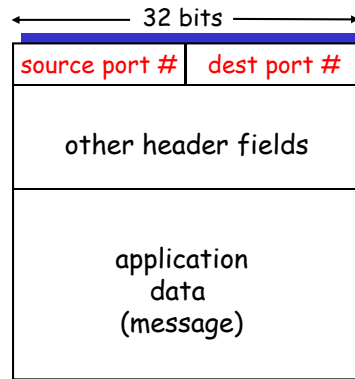 32 bits
source port # dest port #
other header fields
application
data
(message)